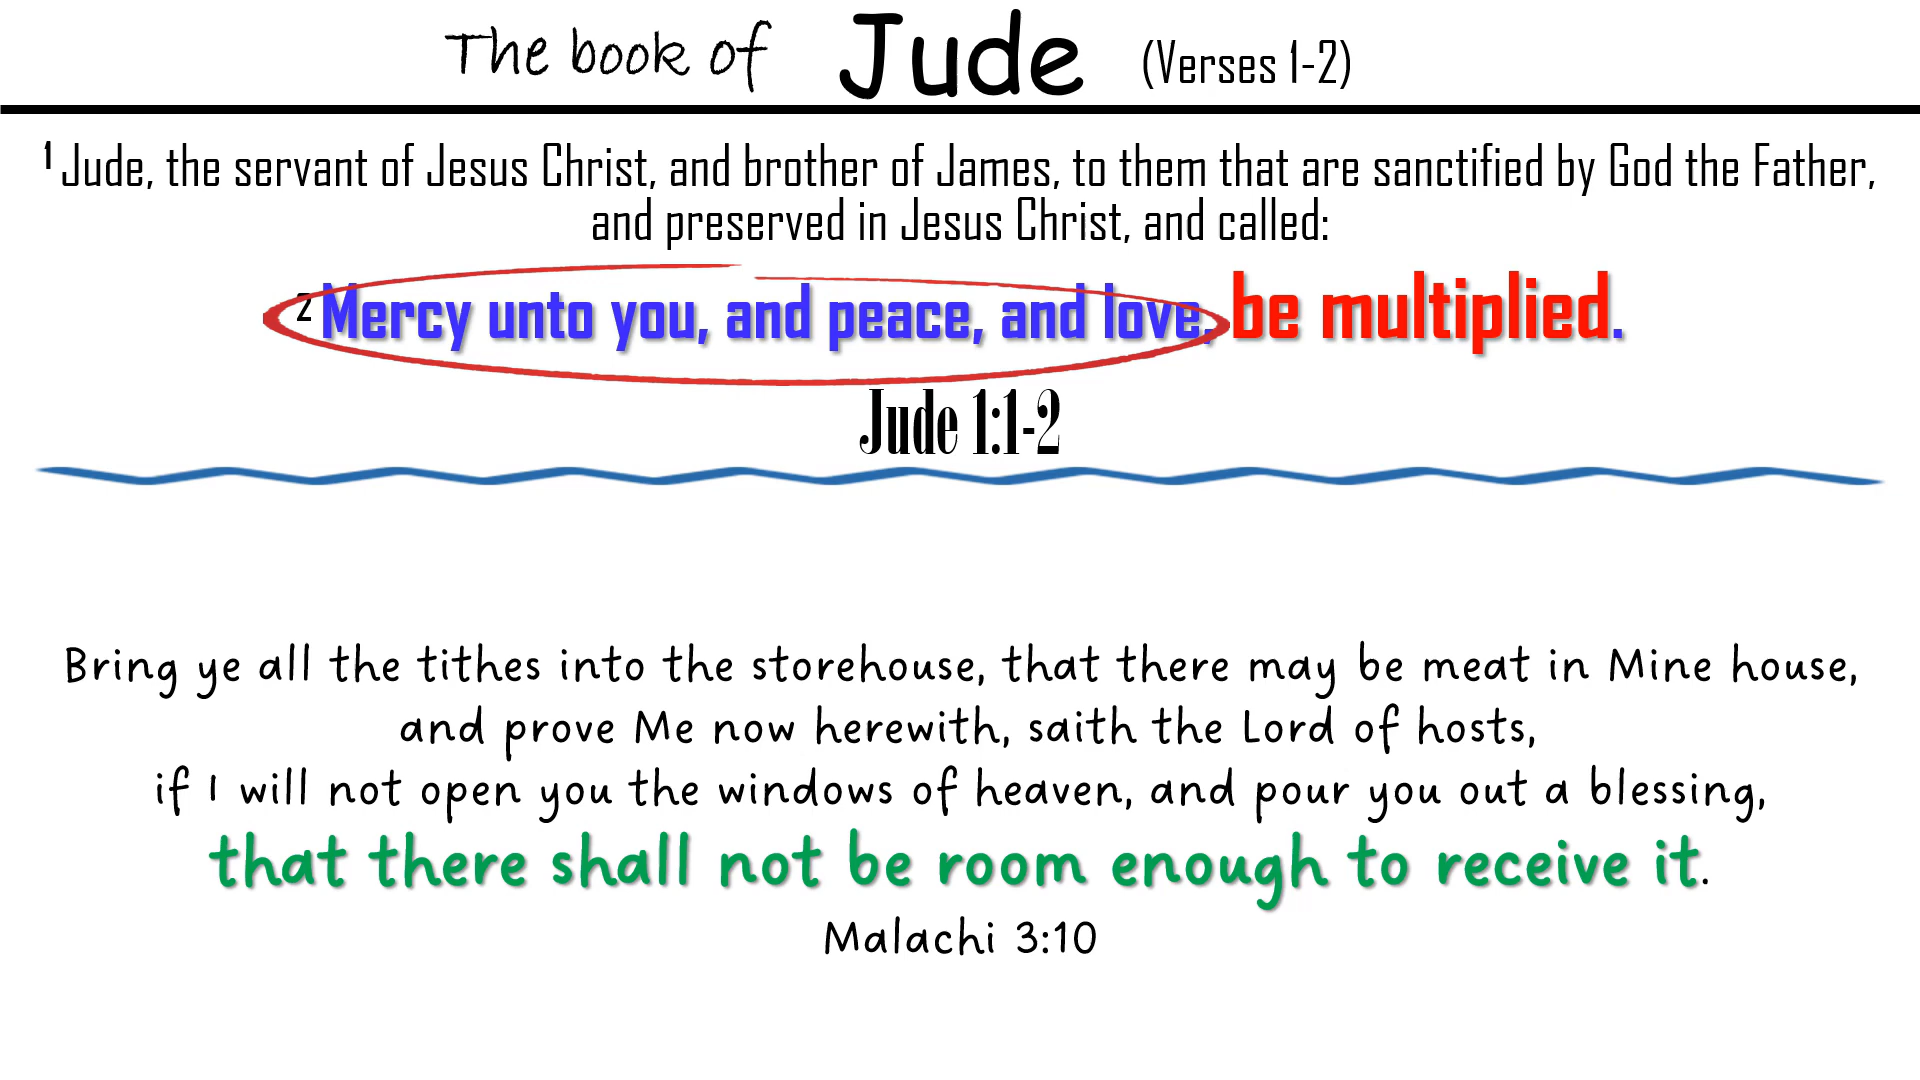 The book of Jude (Verses 1-2)
1 Jude, the servant of Jesus Christ, and brother of James, to them that are sanctified by God the Father,
and preserved in Jesus Christ, and called:
2 Mercy unto you, and peace, and love, be multiplied.
Jude 1:1-2
Bring ye all the tithes into the storehouse, that there may be meat in Mine house,
and prove Me now herewith, saith the Lord of hosts,
if I will not open you the windows of heaven, and pour you out a blessing,
that there shall not be room enough to receive it.
Malachi 3:10